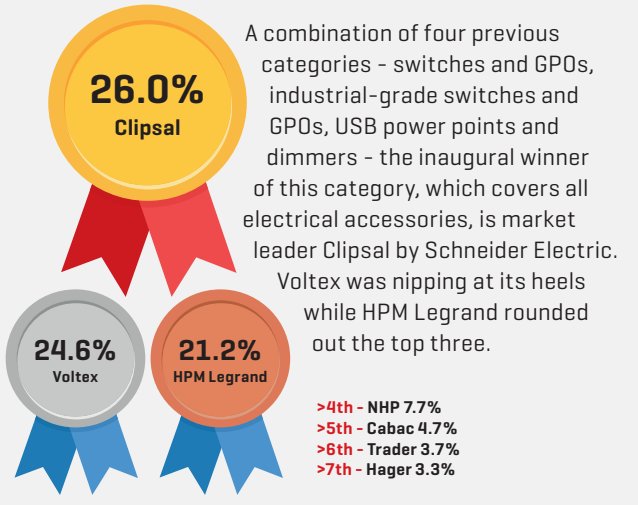 26.0%
Clipsal
A combination of four previous
categories - switches and GPOs,
industrial-grade switches and
GPOs, USB power points and
dimmers - the inaugural winner
of this category, which covers all
electrical accessories, is market
leader Clipsal by Schneider Electric.
Voltex was nipping at its heels
while HPM Legrand rounded
out the top three.
24.6%
Voltex
21.2%
HPM Legrand
>4th - NHP 7.7%
>5th - Cabac 4.7%
>6th - Trader 3.7%
>7th - Hager 3.3%